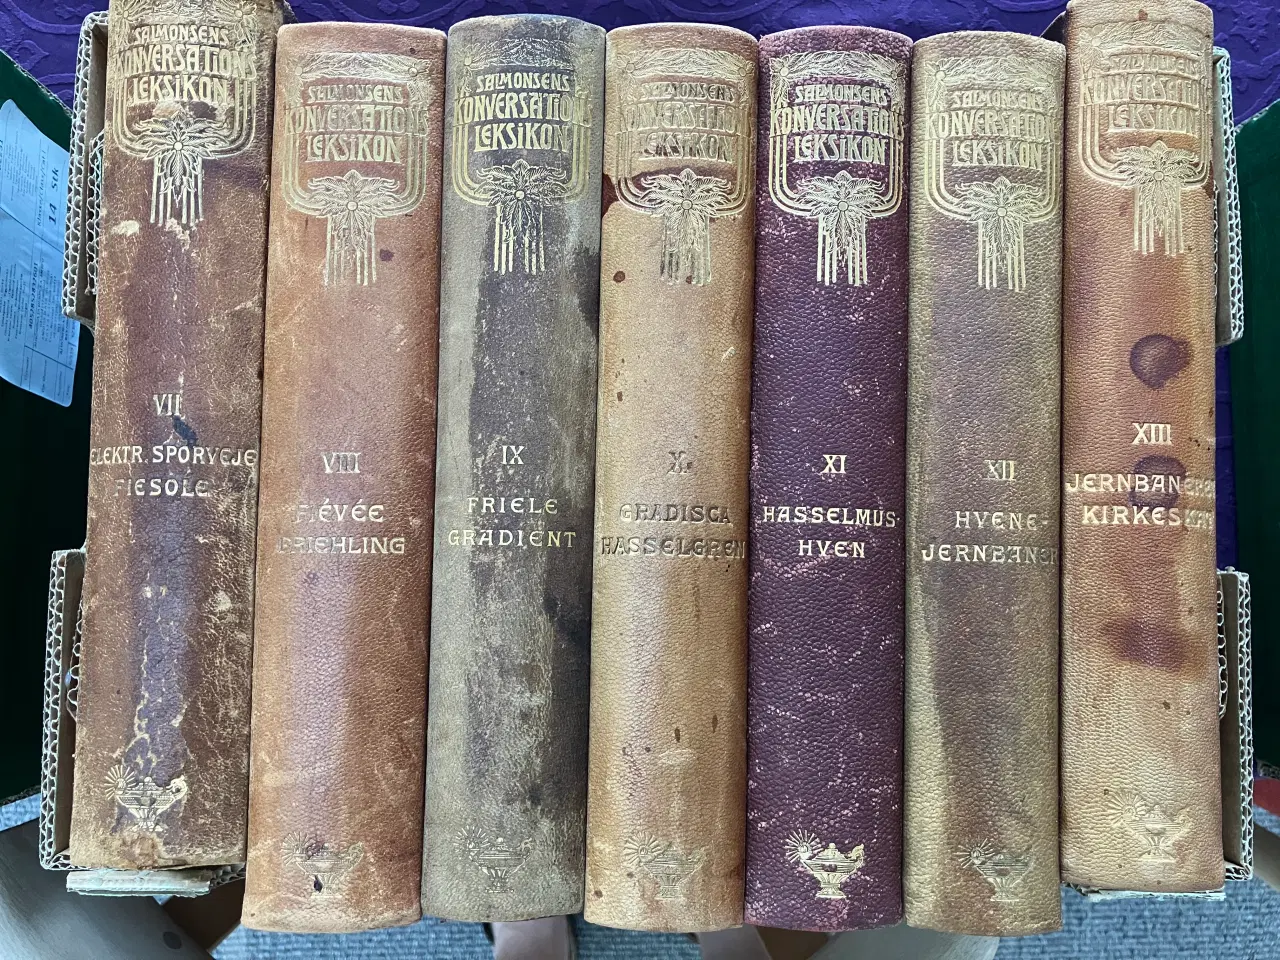 SALMONSENS
KONVERSATIONS
LEKSIKON
VII
ELEKTR. SPORVEJE
FIESOLE
SALMONSENS
KONVERSATIONS
LEKSIKON
VIII
FIÉVÉE
FRIEHLING
SALMONSENS
KONVERSATIONS
LEKSIKON
IX
FRIELE
GRADIENT
SALMONSENS
KONVERSATIONS
LEKSIKON
X
GRADISCA
HASSELGREN
SALMONSENS
KONVERSATIONS
LEKSIKON
XI
HASSELMUS
HVEN
SALMONSENS
KONVERSATIONS
LEKSIKON
XII
HVENE-
JERNBANER
SALMONSENS
KONVERSATIONS
LEKSIKON
XIII